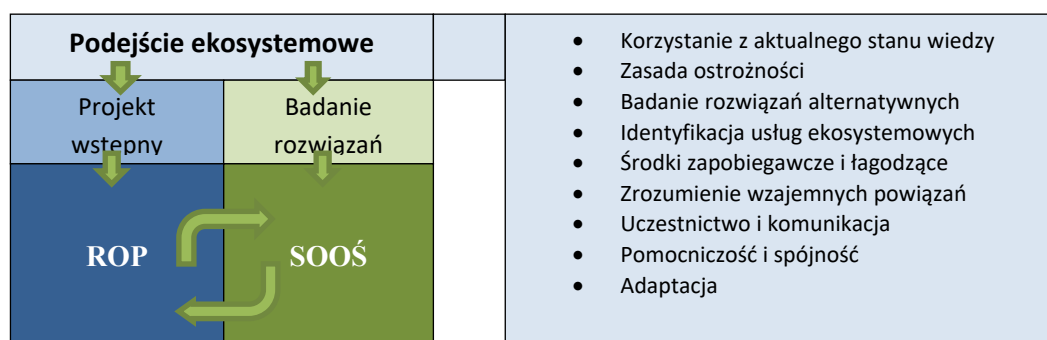 Podejście ekosystemowe
Projekt
wstępny
Badanie
rozwiązań
ROP
SOOŚ
• Korzystanie z aktualnego stanu wiedzy
• Zasada ostrożności
• Badanie rozwiązań alternatywnych
• Identyfikacja usług ekosystemowych
• Środki zapobiegawcze i łagodzące
• Zrozumienie wzajemnych powiązań
• Uczestnictwo i komunikacja
• Pomocniczość i spójność
• Adaptacja